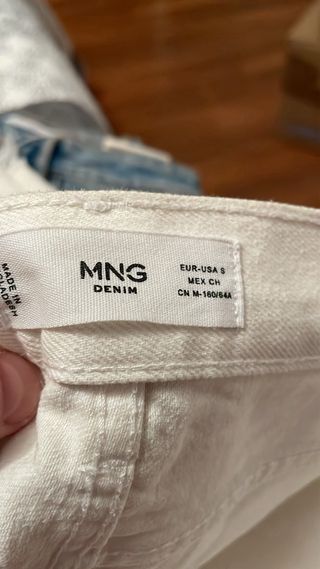 MNG
DENIM
EUR-USA S
MEX CH
CN M-160/64A
MADE IN